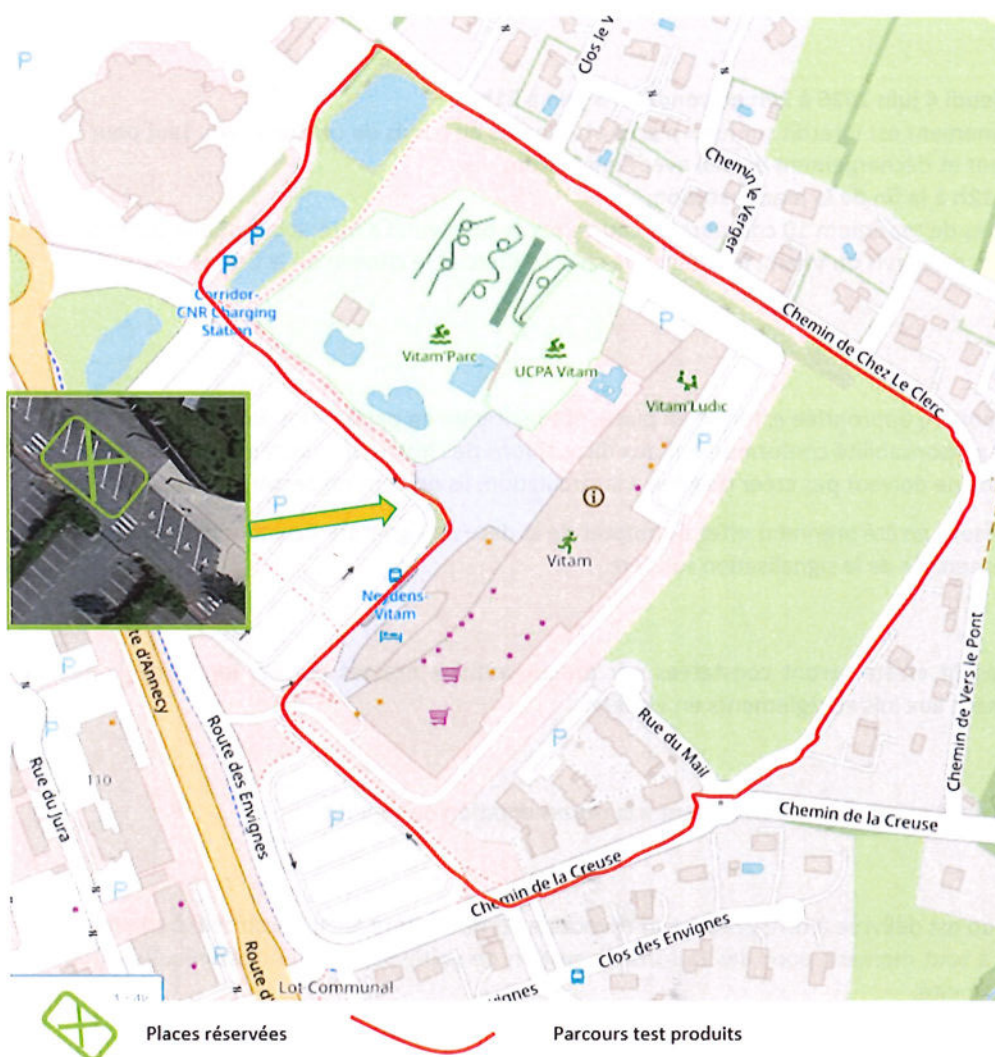 P
Clos le V
Chemin le Verger
P
P
Corridor-
CNR Charging
Station
Vitam'Parc
UCPA Vitam
P
Vitam'Ludic
Chemin de Chez Le Clerc
P
P
Vitam
Neydens-
Vitam
te d'Annecy
Route des Envignes
Rue du Jura
110
P
P
P
P
P
Rue du Mail
Chemin de Vers le Pont
Chemin de la Creuse
Chemin de la Creuse
Clos des Envignes
Route d'
Lot Communal
vignes
Places réservées
Parcours test produits